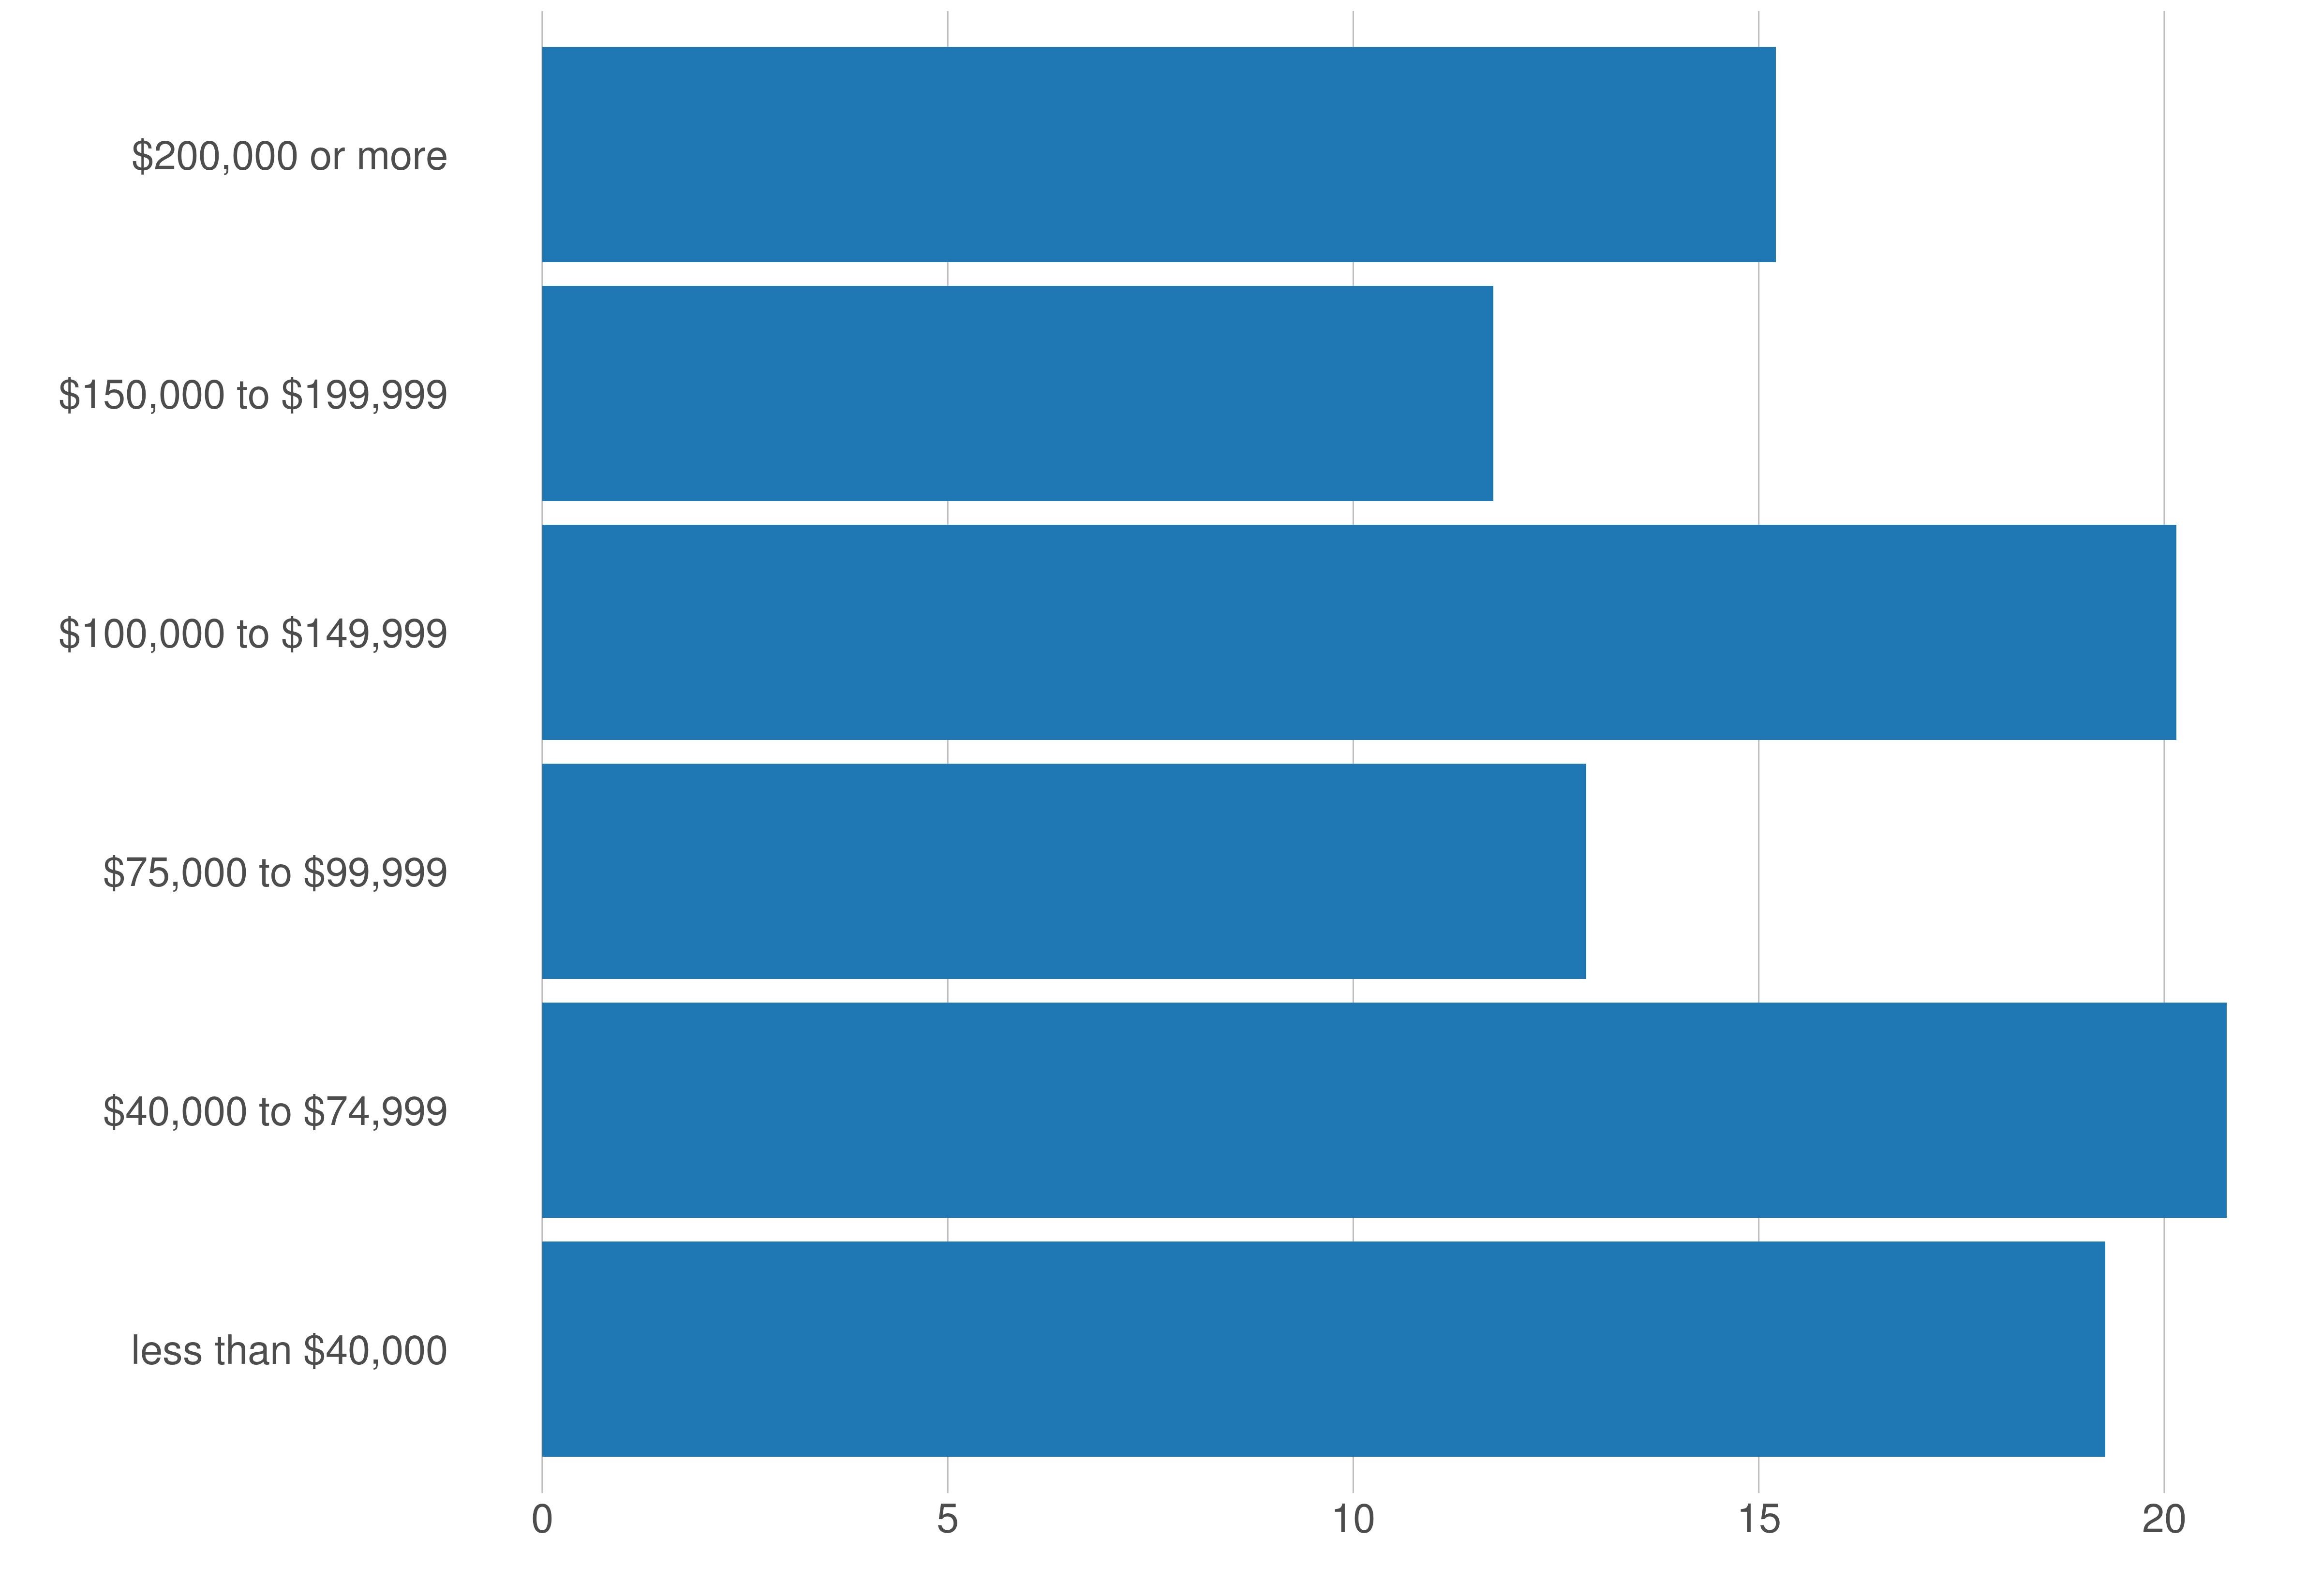 $200,000 or more
$150,000 to $199,999
$100,000 to $149,999
$75,000 to $99,999
$40,000 to $74,999
less than $40,000
0 5 10 15 20